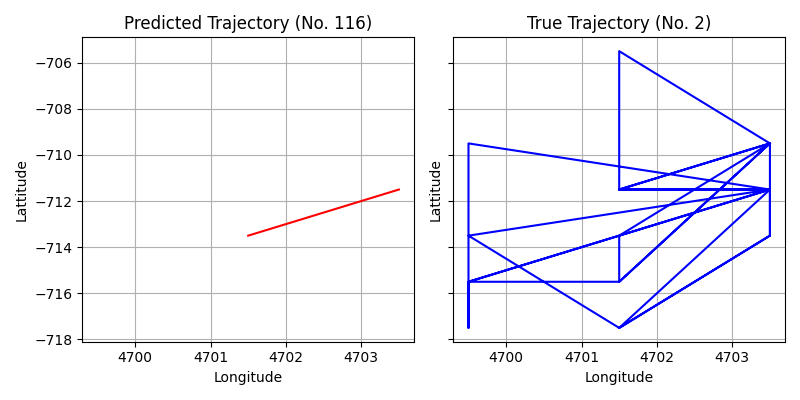 Predicted Trajectory (No. 116)
−706
−708
−710
−712
−714
−716
−718
Lattitude
4700 4701 4702 4703
Longitude
True Trajectory (No. 2)
Lattitude
4700 4701 4702 4703
Longitude